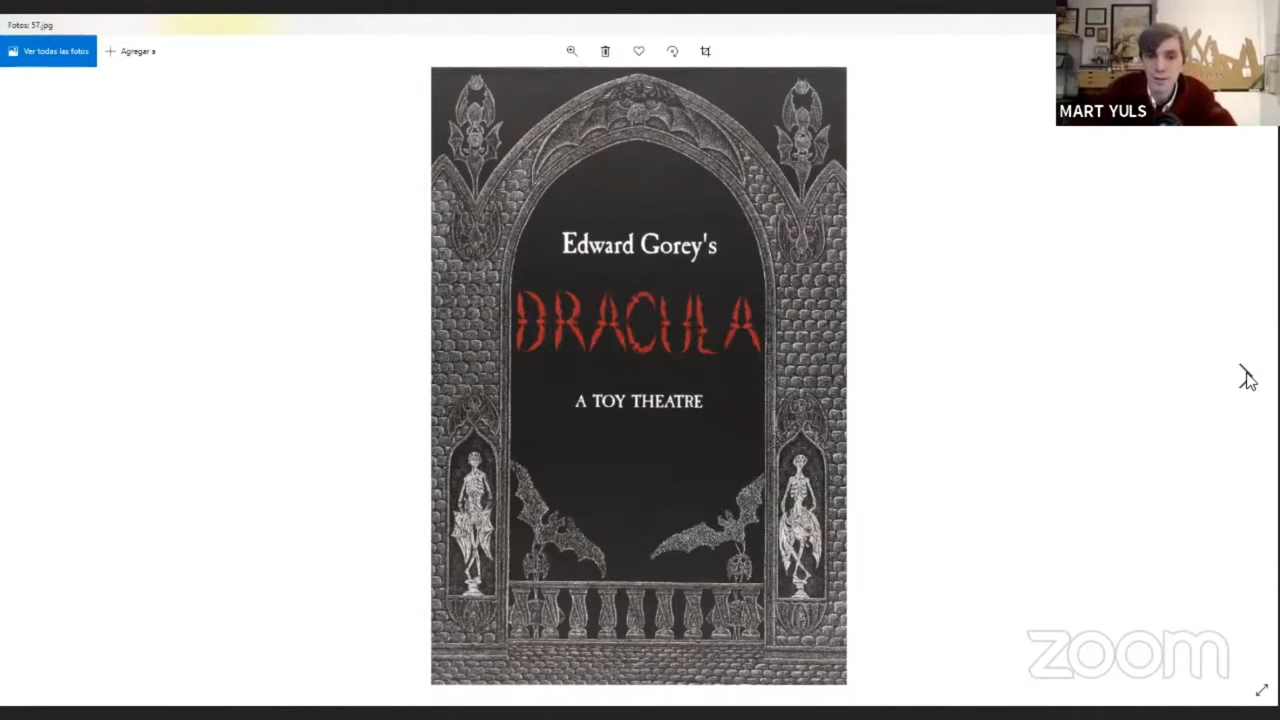 Fotos: 57.jpg
Ver todas las fotos
Agregar a
MART YULS
Edward Gorey's
DRACULA
A TOY THEATRE
zoom